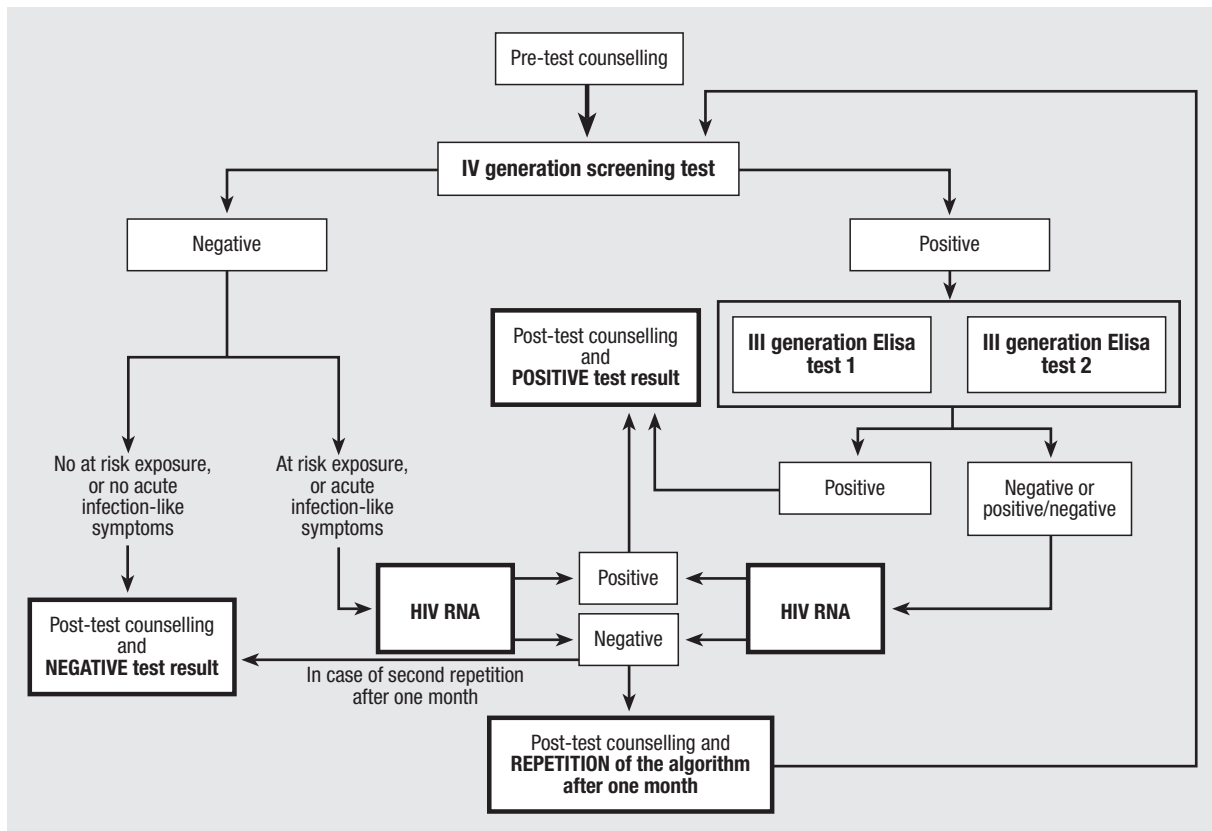 Pre-test counselling
IV generation screening test
Negative
Positive
Post-test counselling
and
POSITIVE test result
III generation Elisa
test 1
III generation Elisa
test 2
No at risk exposure,
or no acute
infection-like
symptoms
At risk exposure,
or acute
infection-like
symptoms
Positive
Negative or
positive/negative
HIV RNA
Positive
Negative
HIV RNA
Post-test counselling
and
NEGATIVE test result
In case of second repetition
after one month
Post-test counselling and
REPETITION of the algorithm
after one month